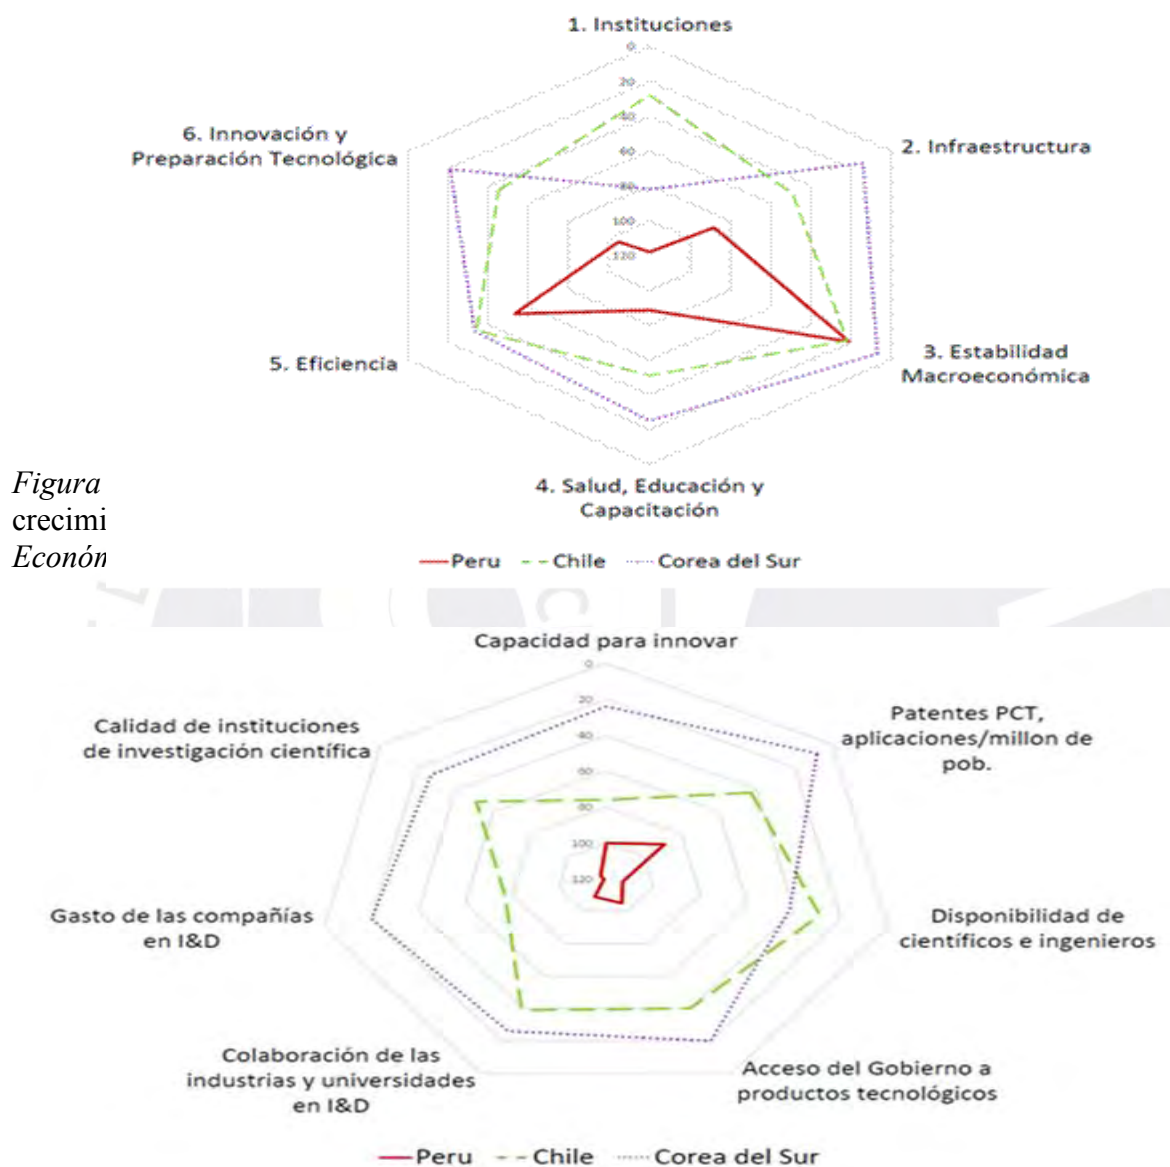 1. Instituciones
0
20
40
60
80
100
120
2. Infraestructura
3. Estabilidad
Macroeconómica
4. Salud, Educación y
Capacitación
5. Eficiencia
6. Innovación y
Preparación Tecnológica
Figura
crecimi
Económ
Peru Chile Corea del Sur
Capacidad para innovar
0
20
40
60
80
100
120
Patentes PCT,
aplicaciones/millon de
pob.
Disponibilidad de
científicos e ingenieros
Acceso del Gobierno a
productos tecnológicos
Colaboración de las
industrias y universidades
en I&D
Gasto de las compañías
en I&D
Calidad de instituciones
de investigación científica
Peru Chile Corea del Sur